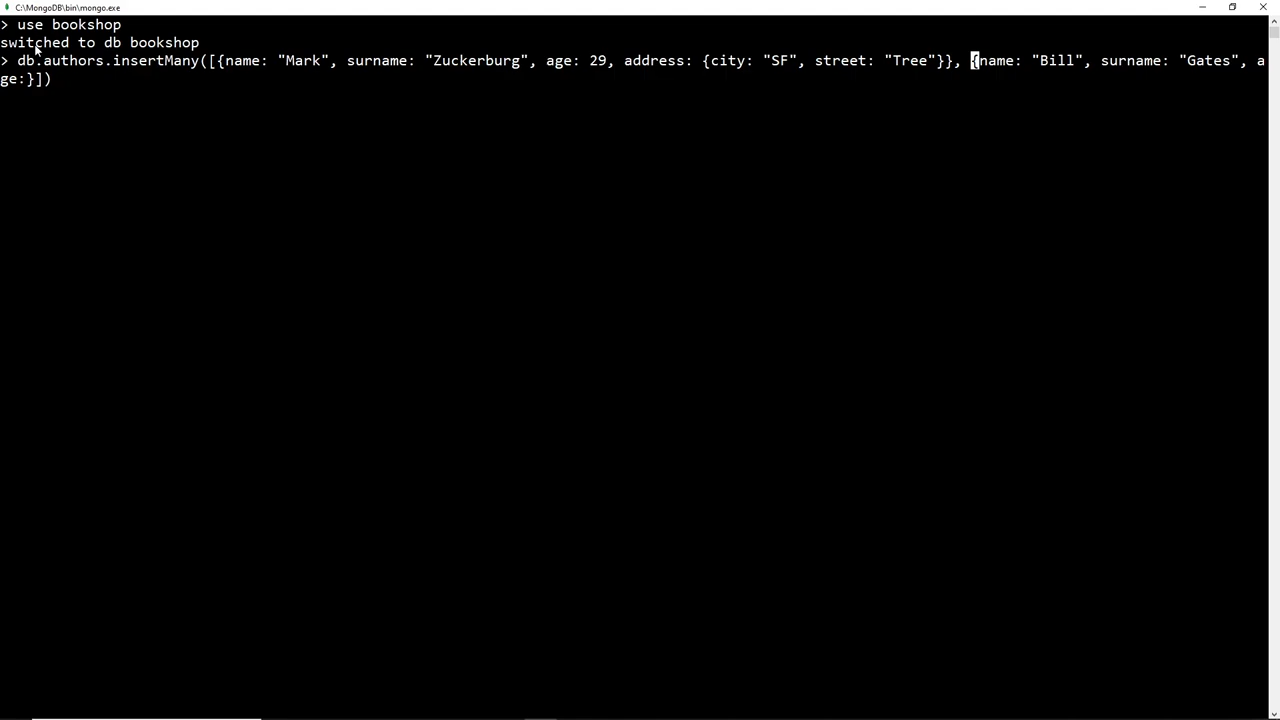 C:\MongoDB\bin\mongo.exe
> use bookshop
switched to db bookshop
> db.authors.insertMany([{name: "Mark", surname: "Zuckerburg", age: 29, address: {city: "SF", street: "Tree"}}, {name: "Bill", surname: "Gates", a
ge:}])